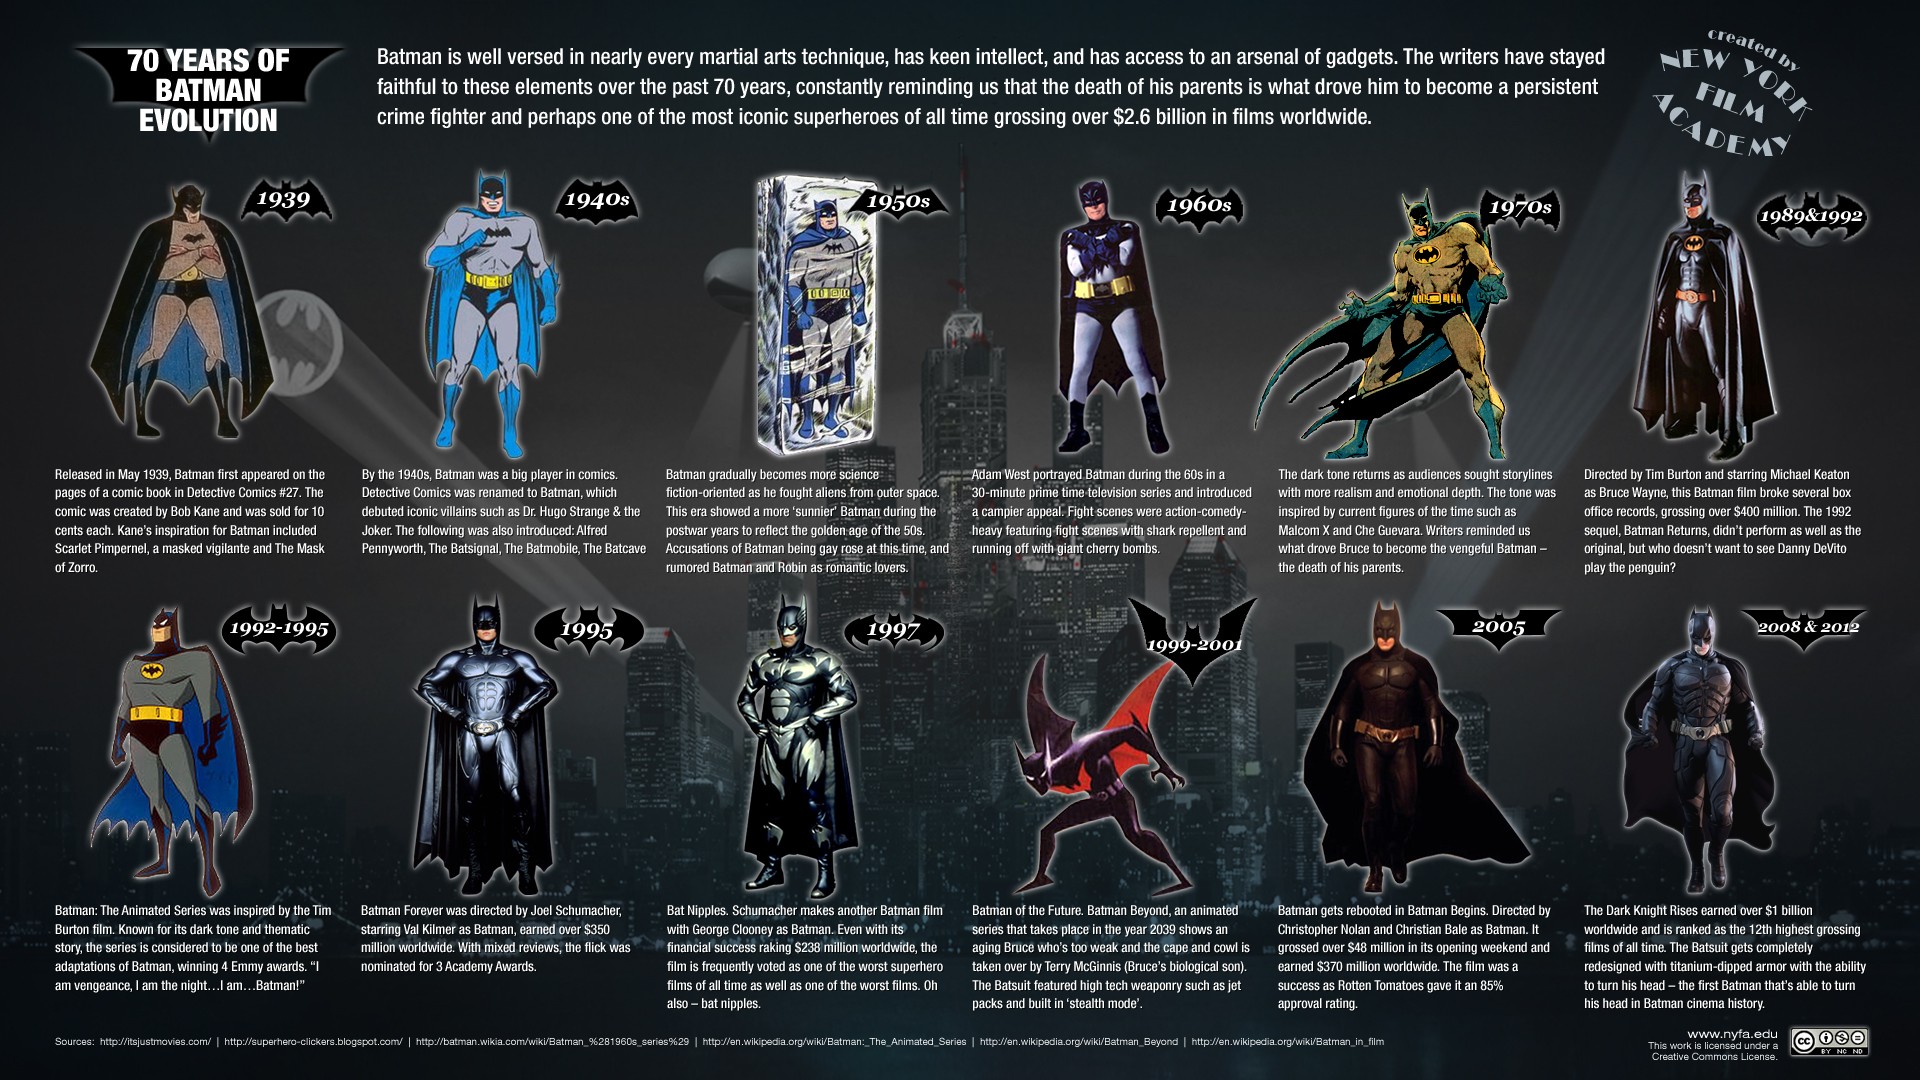 70 YEARS OF
BATMAN
EVOLUTION
Batman is well versed in nearly every martial arts technique, has keen intellect, and has access to an arsenal of gadgets. The writers have stayed
faithful to these elements over the past 70 years, constantly reminding us that the death of his parents is what drove him to become a persistent
crime fighter and perhaps one of the most iconic superheroes of all time grossing over $2.6 billion in films worldwide.
created by
NEW YORK
FILM
ACADEMY
1939
Released in May 1939, Batman first appeared on the
pages of a comic book in Detective Comics #27. The
comic was created by Bob Kane and was sold for 10
cents each. Kane's inspiration for Batman included
Scarlet Pimpernel, a masked vigilante and The Mask
of Zorro.
1940s
By the 1940s, Batman was a big player in comics.
Detective Comics was renamed to Batman, which
debuted iconic villains such as Dr. Hugo Strange & the
Joker. The following was also introduced: Alfred
Pennyworth, The Batsignal, The Batmobile, The Batcave
1950s
Batman gradually becomes more science
fiction-oriented as he fought aliens from outer space.
This era showed a more 'sunnier' Batman during the
postwar years to reflect the golden age of the 50s.
Accusations of Batman being gay rose at this time, and
rumored Batman and Robin as romantic lovers.
1960s
Adam West portrayed Batman during the 60s in a
30-minute prime time television series and introduced
a campier appeal. Fight scenes were action-comedy-
heavy featuring fight scenes with shark repellent and
running off with giant cherry bombs.
1970s
The dark tone returns as audiences sought storylines
with more realism and emotional depth. The tone was
inspired by current figures of the time such as
Malcom X and Che Guevara. Writers reminded us
what drove Bruce to become the vengeful Batman –
the death of his parents.
1989&1992
Directed by Tim Burton and starring Michael Keaton
as Bruce Wayne, this Batman film broke several box
office records, grossing over $400 million. The 1992
sequel, Batman Returns, didn't perform as well as the
original, but who doesn't want to see Danny DeVito
play the penguin?
1992-1995
Batman: The Animated Series was inspired by the Tim
Burton film. Known for its dark tone and thematic
story, the series is considered to be one of the best
adaptations of Batman, winning 4 Emmy awards. "I
am vengeance, I am the night…I am…Batman!"
1995
Batman Forever was directed by Joel Schumacher,
starring Val Kilmer as Batman, earned over $350
million worldwide. With mixed reviews, the flick was
nominated for 3 Academy Awards.
1997
Bat Nipples. Schumacher makes another Batman film
with George Clooney as Batman. Even with its
financial success raking $238 million worldwide, the
film is frequently voted as one of the worst superhero
films of all time as well as one of the worst films. Oh
also – bat nipples.
1999-2001
Batman of the Future. Batman Beyond, an animated
series that takes place in the year 2039 shows an
aging Bruce who's too weak and the cape and cowl is
taken over by Terry McGinnis (Bruce's biological son).
The Batsuit featured high tech weaponry such as jet
packs and built in 'stealth mode'.
2005
Batman gets rebooted in Batman Begins. Directed by
Christopher Nolan and Christian Bale as Batman. It
grossed over $48 million in its opening weekend and
earned $370 million worldwide. The film was a
success as Rotten Tomatoes gave it an 85%
approval rating.
2008 & 2012
The Dark Knight Rises earned over $1 billion
worldwide and is ranked as the 12th highest grossing
films of all time. The Batsuit gets completely
redesigned with titanium-dipped armor with the ability
to turn his head – the first Batman that's able to turn
his head in Batman cinema history.
Sources: http://itsjustmovies.com/ | http://superhero-clickers.blogspot.com/ | http://batman.wikia.com/wiki/Batman_%281960s_series%29 | http://en.wikipedia.org/wiki/Batman:_The_Animated_Series | http://en.wikipedia.org/wiki/Batman_Beyond | http://en.wikipedia.org/wiki/Batman_in_film
www.nyfa.edu
This work is licensed under a
Creative Commons License.
cc
BY NC ND